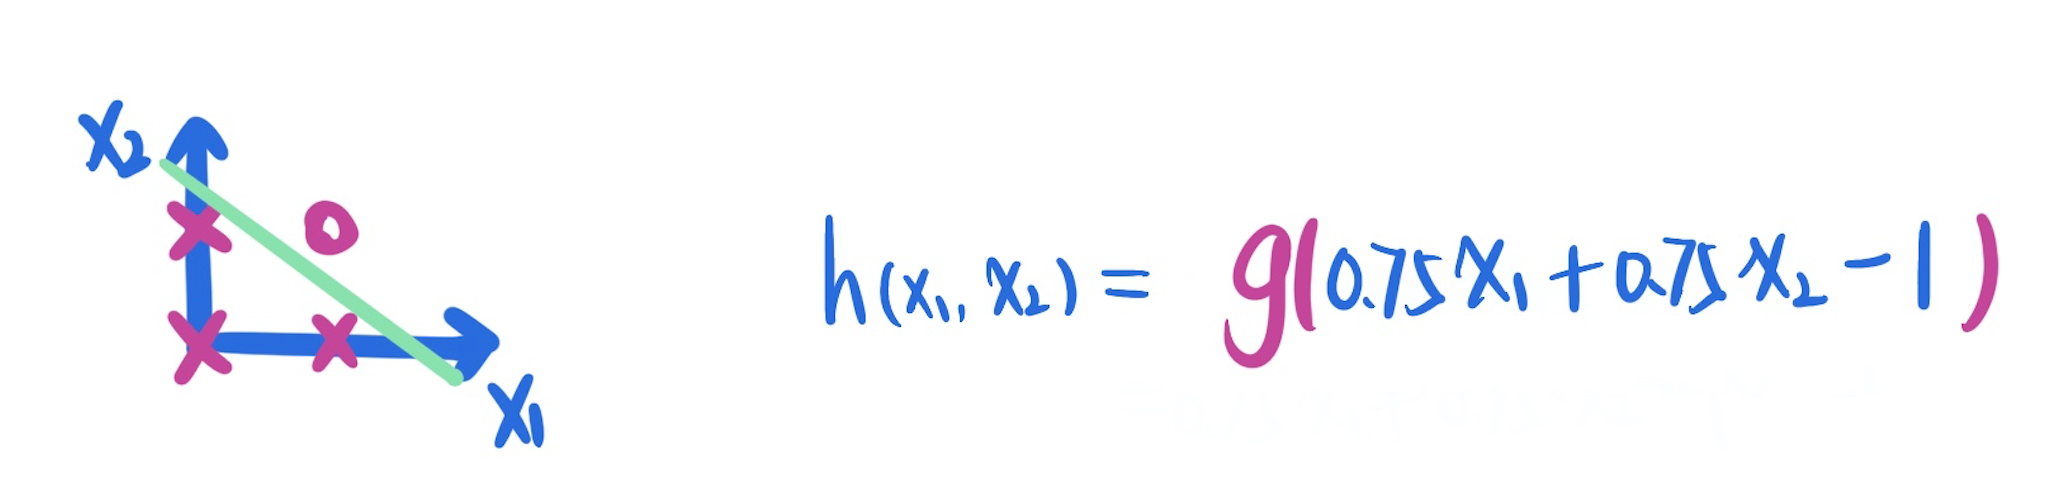 x₂
h(x₁, x₂) = g(0.75x₁ + 0.75x₂ - 1)
x₁